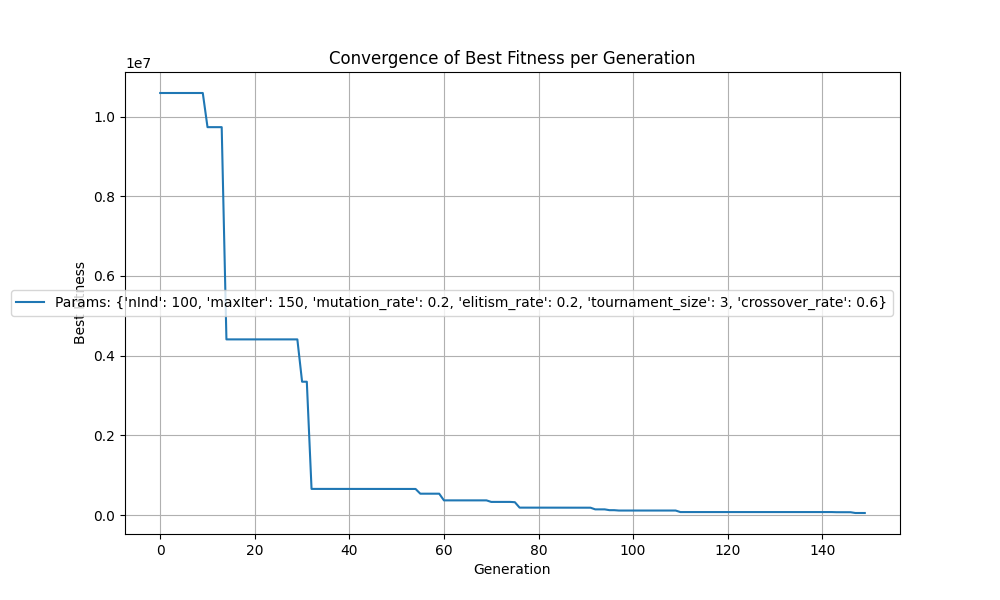 Convergence of Best Fitness per Generation
1e7
1.0
0.8
0.6
0.4
0.2
0.0
Best
ness
Params: {'nInd': 100, 'maxIter': 150, 'mutation_rate': 0.2, 'elitism_rate': 0.2, 'tournament_size': 3, 'crossover_rate': 0.6}
0 20 40 60 80 100 120 140
Generation